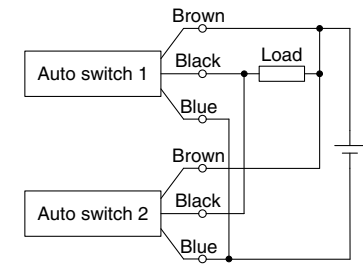 Brown
Auto switch 1
Black
Load
Blue
Brown
Auto switch 2
Black
Blue